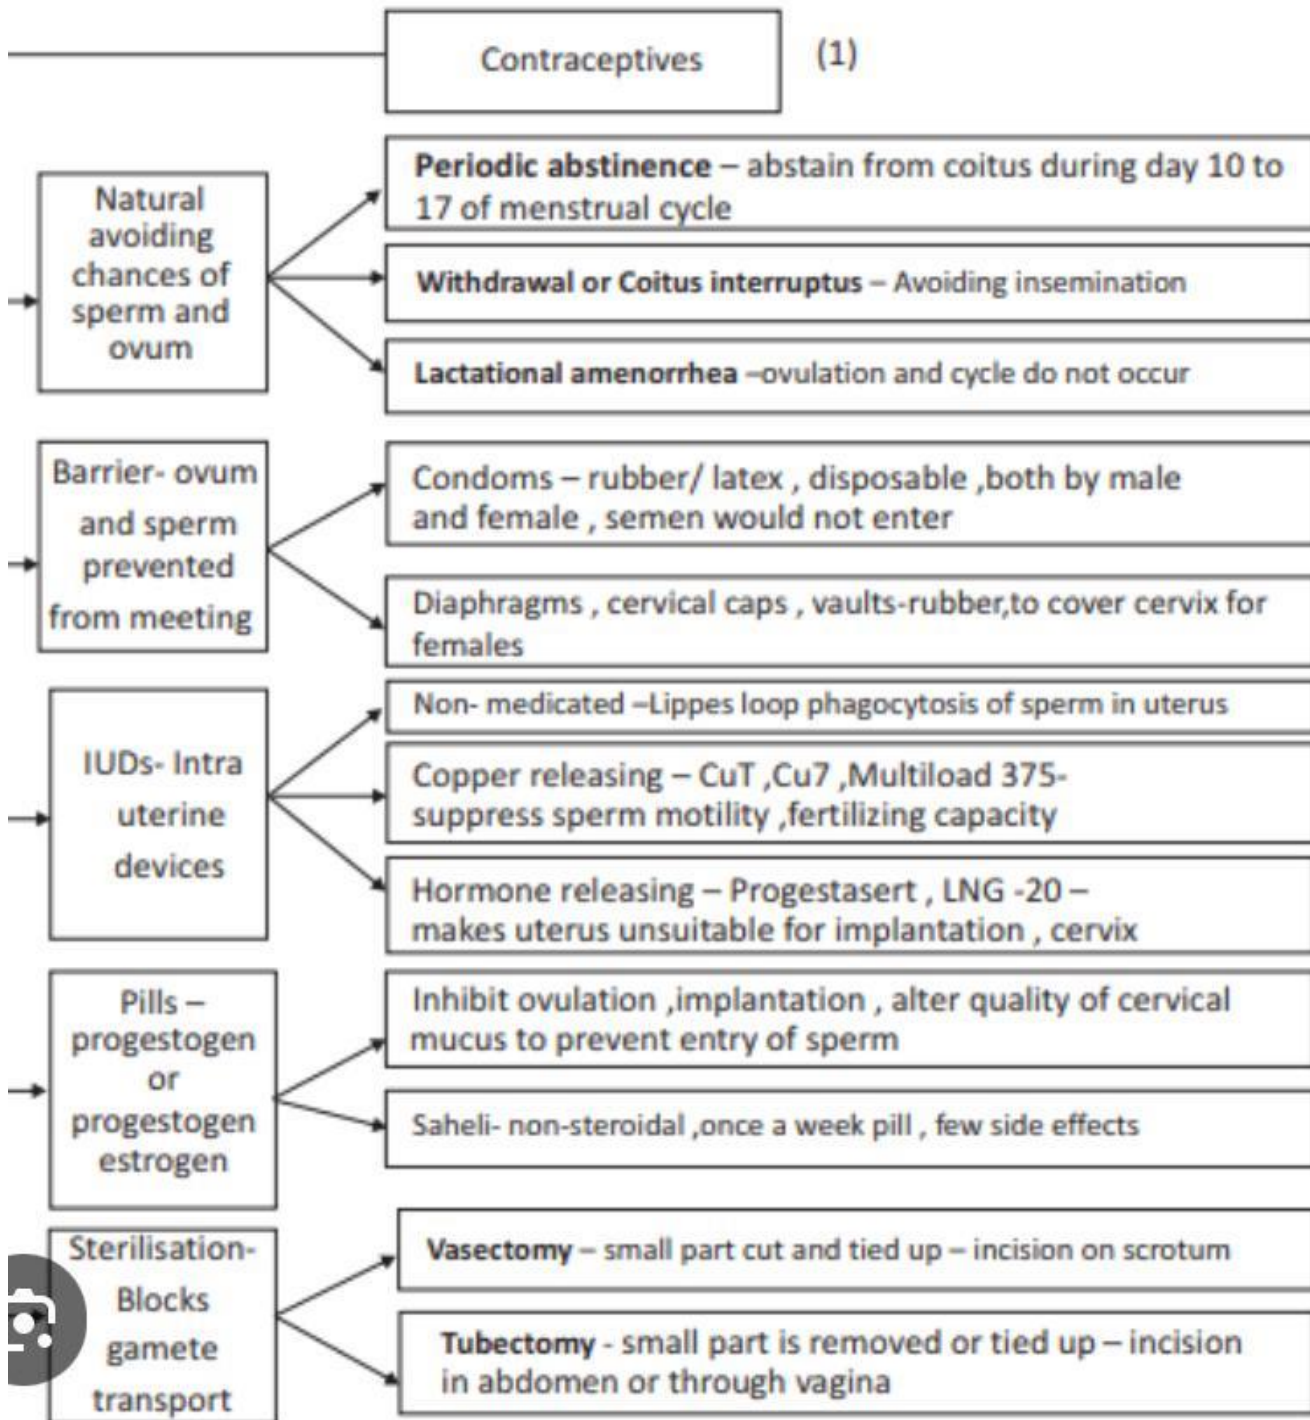 Contraceptives
(1)
Natural
avoiding
chances of
sperm and
ovum
Periodic abstinence – abstain from coitus during day 10 to
17 of menstrual cycle
Withdrawal or Coitus interruptus – Avoiding insemination
Lactational amenorrhea –ovulation and cycle do not occur
Barrier- ovum
and sperm
prevented
from meeting
Condoms – rubber/ latex , disposable ,both by male
and female , semen would not enter
Diaphragms , cervical caps , vaults-rubber,to cover cervix for
females
IUDs- Intra
uterine
devices
Non- medicated –Lippes loop phagocytosis of sperm in uterus
Copper releasing – CuT ,Cu7 ,Multiload 375-
suppress sperm motility ,fertilizing capacity
Hormone releasing – Progestasert , LNG -20 –
makes uterus unsuitable for implantation , cervix
Pills –
progestogen
or
progestogen
estrogen
Inhibit ovulation ,implantation , alter quality of cervical
mucus to prevent entry of sperm
Saheli- non-steroidal ,once a week pill , few side effects
Sterilisation-
Blocks
gamete
transport
Vasectomy – small part cut and tied up – incision on scrotum
Tubectomy - small part is removed or tied up – incision
in abdomen or through vagina